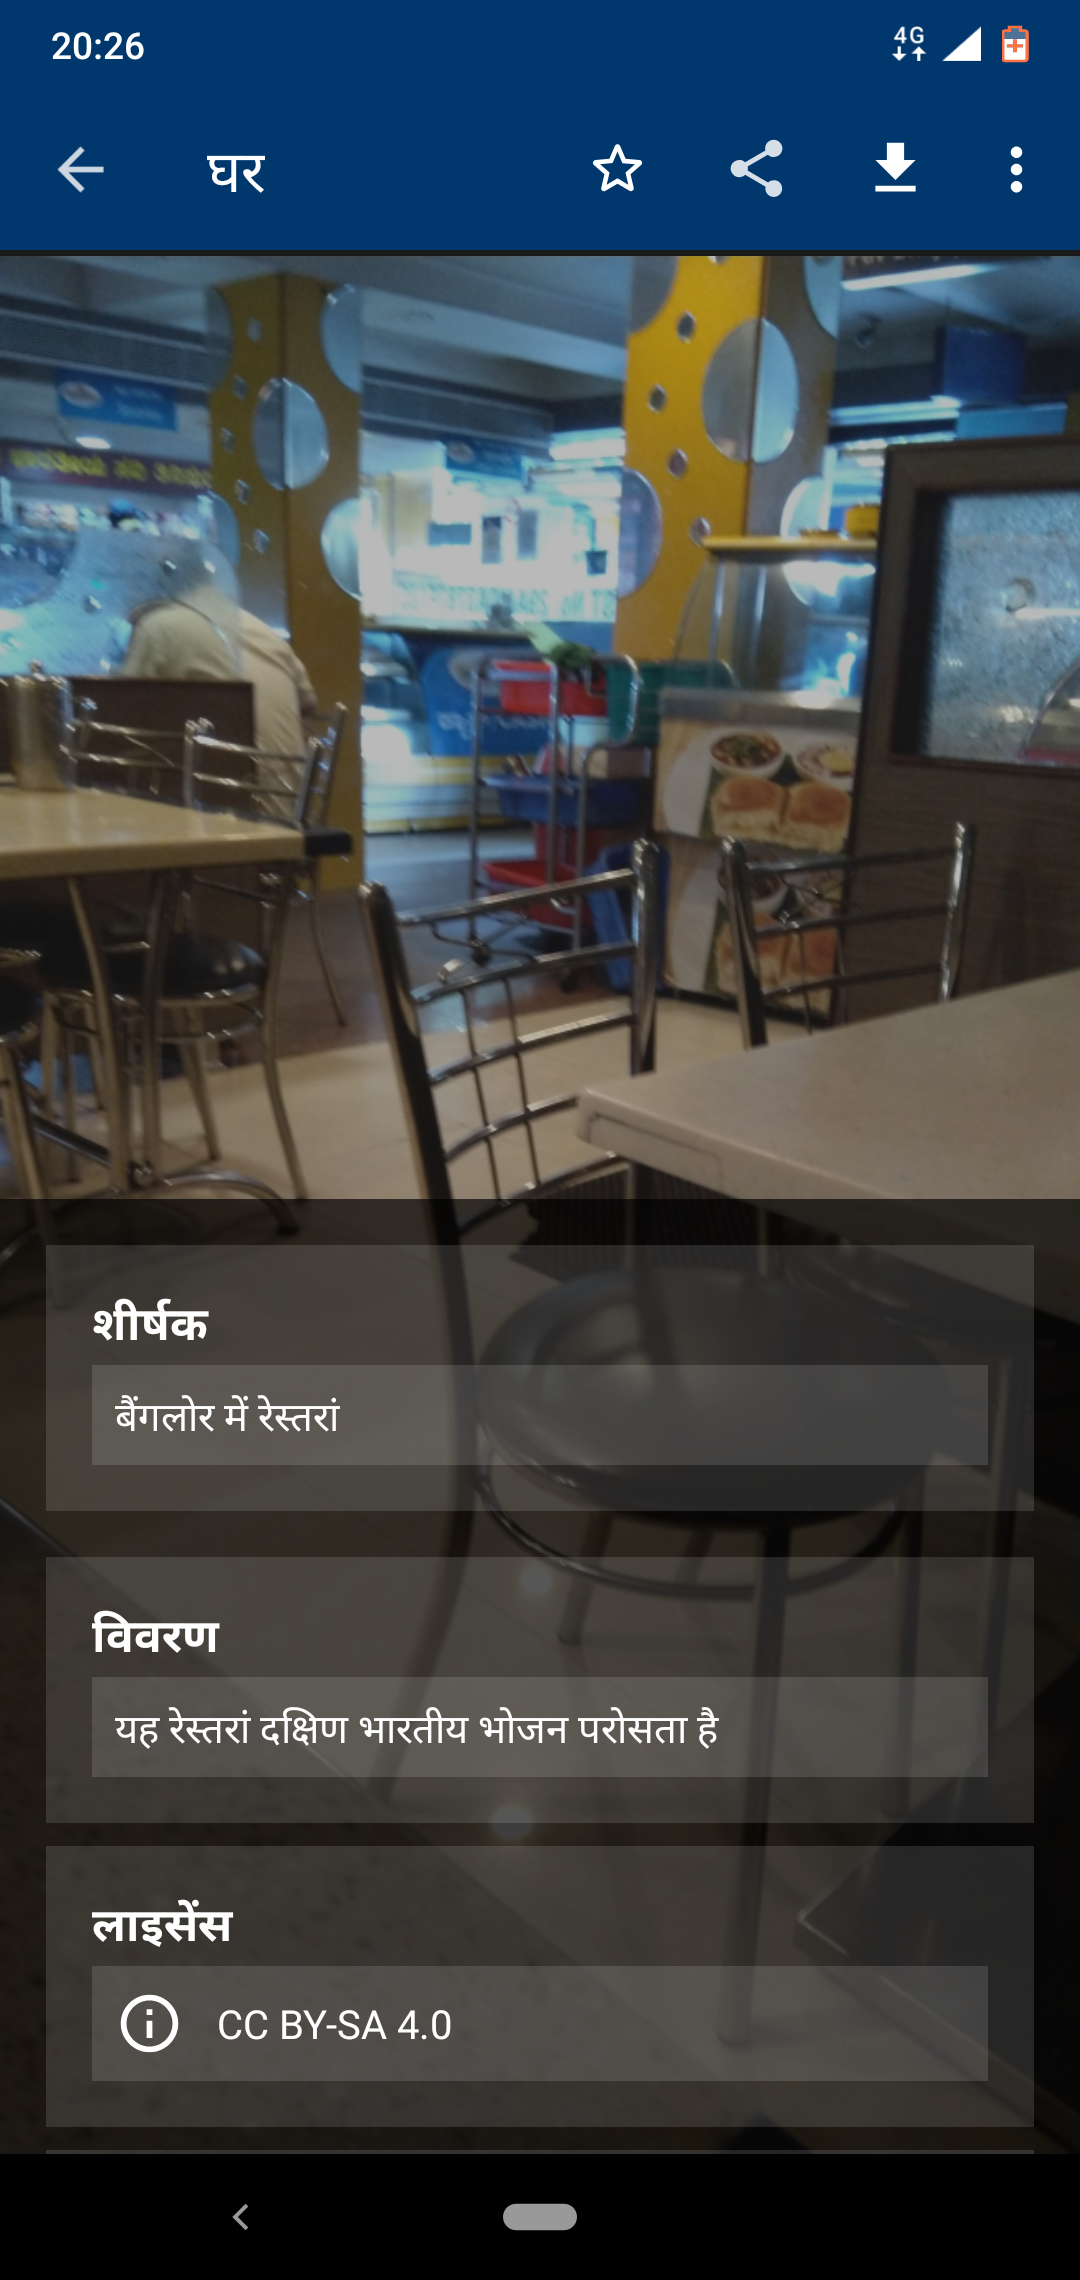 20:26
4G
घर
शीर्षक
बैंगलोर में रेस्तरां
विवरण
यह रेस्तरां दक्षिण भारतीय भोजन परोसता है
लाइसेंस
CC BY-SA 4.0